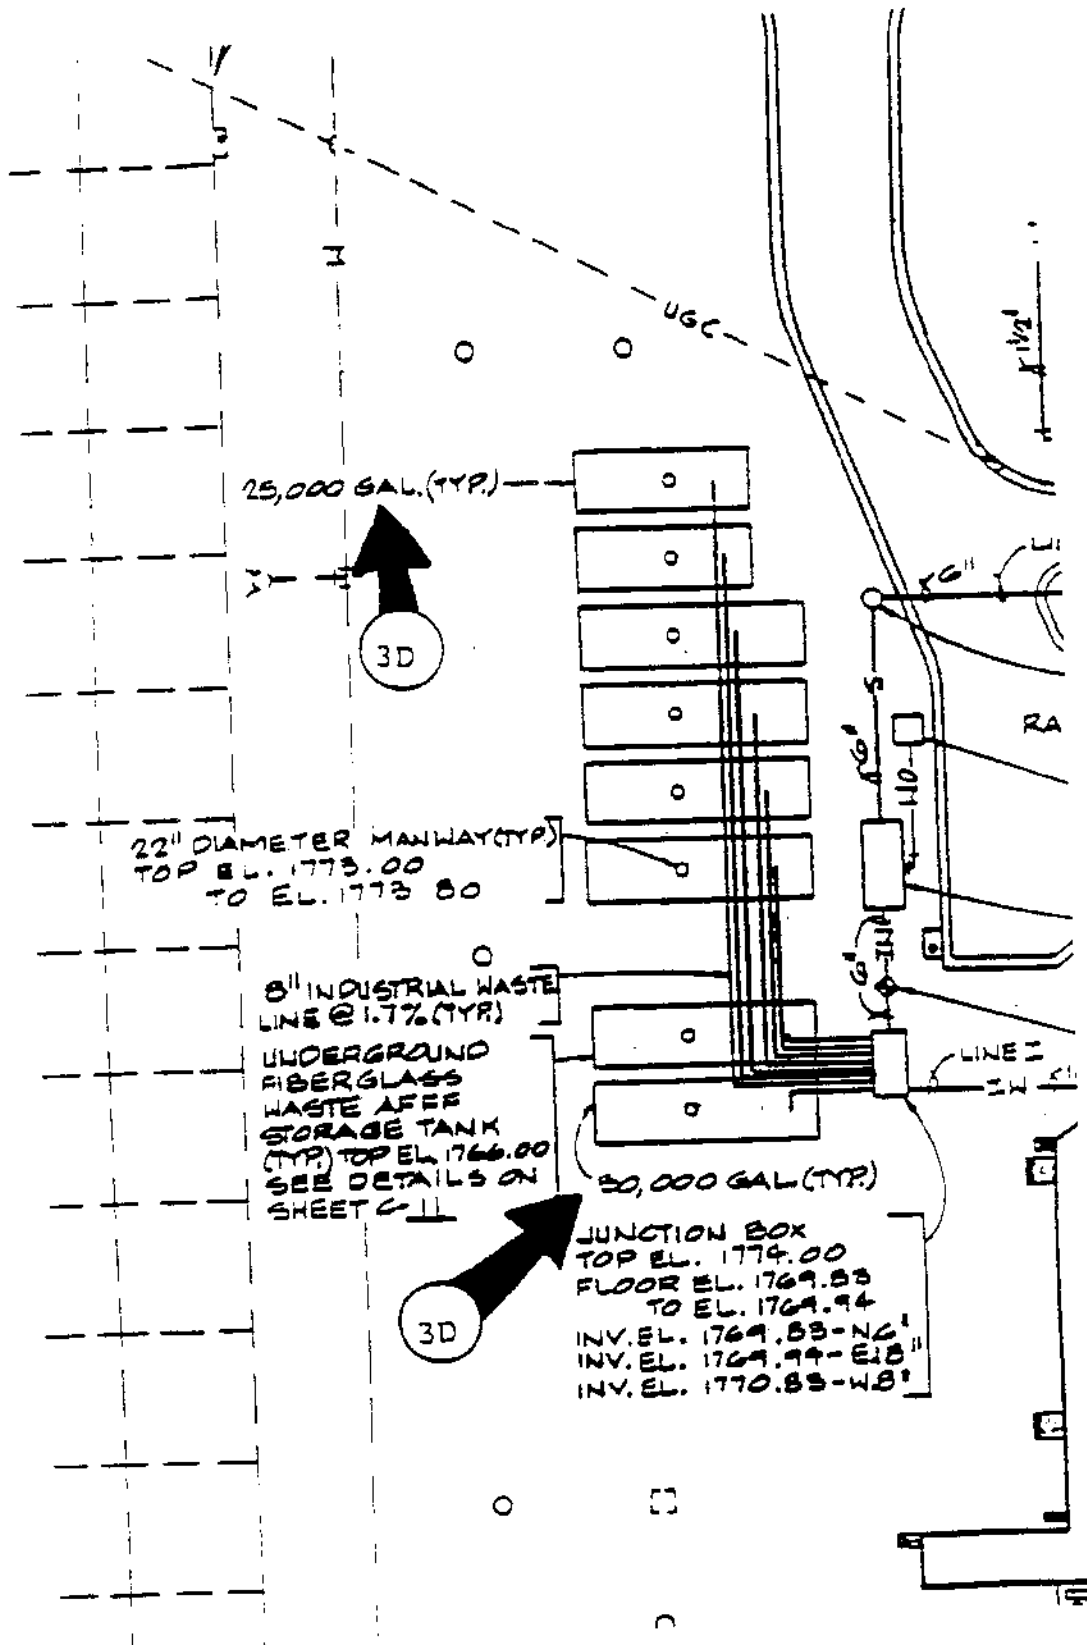 UGC
1½'
25,000 GAL.(TYP.)
3D
6"
S
6"
RA
22" DIAMETER MANWAY(TYP.)
TOP EL. 1773.00
TO EL. 1773 80
IW
6"
8" INDUSTRIAL WASTE
LINE @ 1.7% (TYP.)
UNDERGROUND
FIBERGLASS
WASTE AFFF
STORAGE TANK
(TYP.) TOP EL. 1766.00
SEE DETAILS ON
SHEET C-11
LINE I
IW
30,000 GAL (TYP.)
3D
JUNCTION BOX
TOP EL. 1774.00
FLOOR EL. 1769.83
TO EL. 1769.94
INV. EL. 1769.83-N6"
INV. EL. 1769.94-E18"
INV. EL. 1770.83-W8"